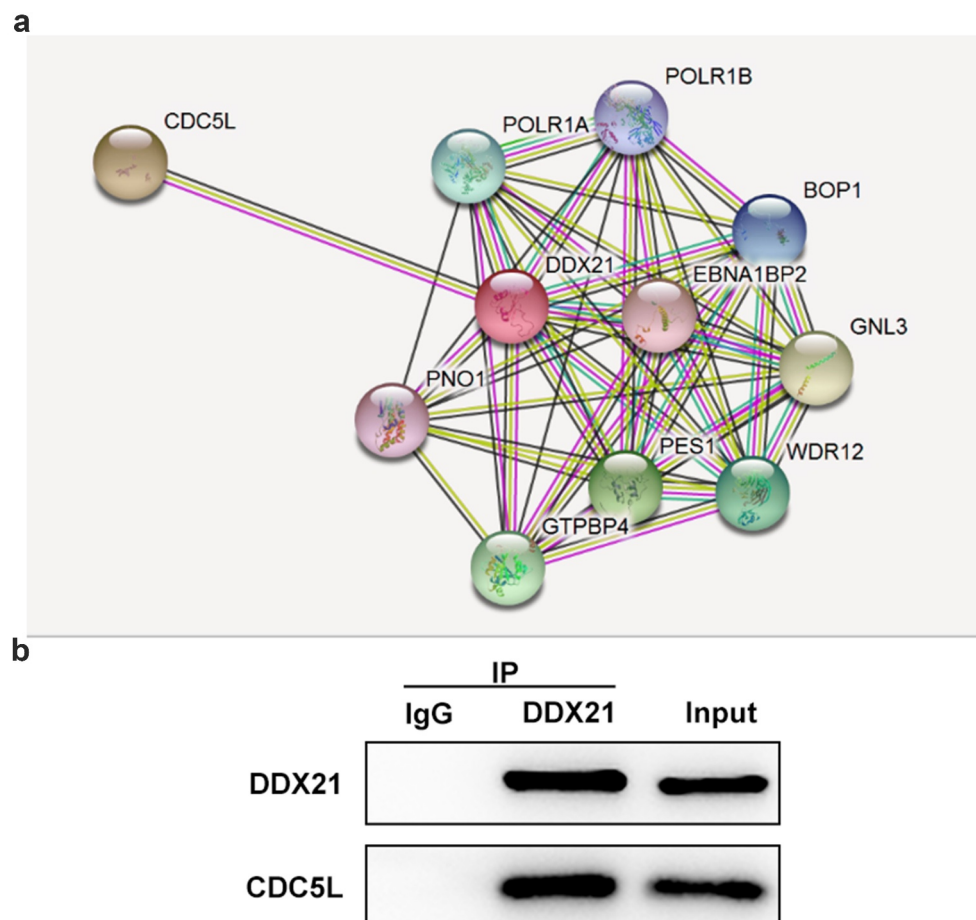 a
POLR1B
CDC5L
POLR1A
BOP1
DDX21
EBNA1BP2
GNL3
PNO1
PES1
WDR12
GTPBP4
b
IP
IgG DDX21 Input
DDX21
CDC5L